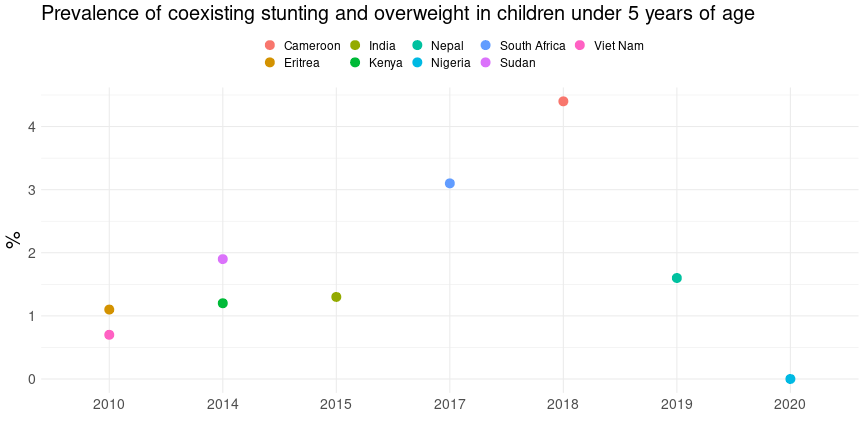 Prevalence of coexisting stunting and overweight in children under 5 years of age
Cameroon India Nepal South Africa Viet Nam
Eritrea Kenya Nigeria Sudan
%
4
3
2
1
0
2010 2014 2015 2017 2018 2019 2020